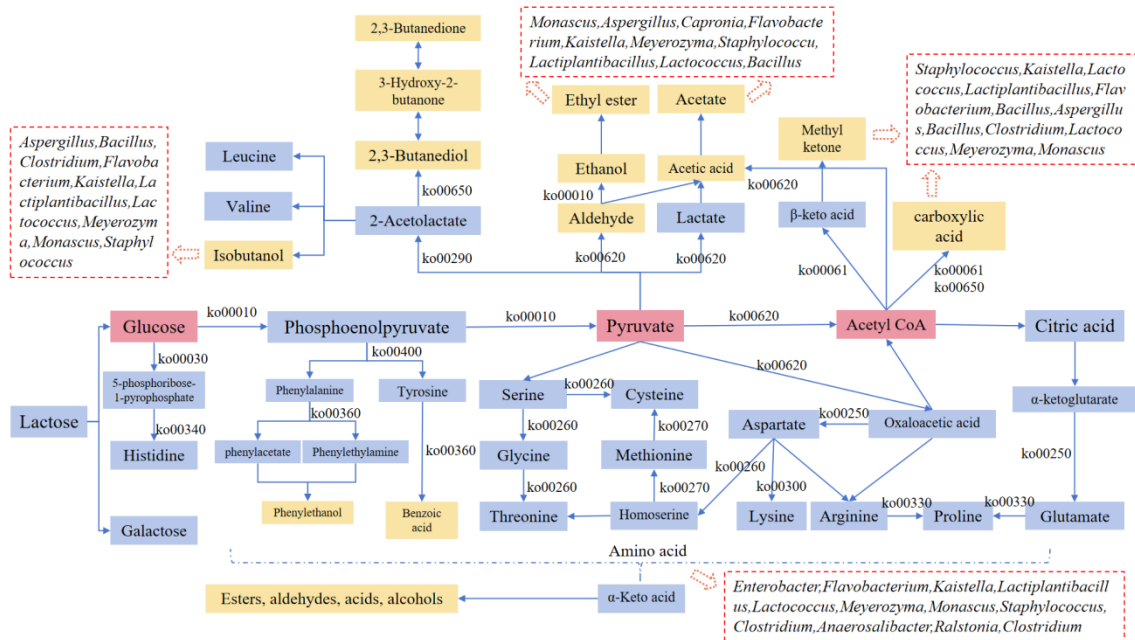 2,3-Butanedione
3-Hydroxy-2-
butanone
2,3-Butanediol
ko00650
Leucine
Valine
Isobutanol
2-Acetolactate
ko00290
Aspergillus,Bacillus,
Clostridium,Flavoba
cterium,Kaistella,La
ctiplantibacillus,Lac
tococcus,Meyerozym
a,Monascus,Staphyl
ococcus
Monascus,Aspergillus,Capronia,Flavobacte
rium,Kaistella,Meyerozyma,Staphylococcu,
Lactiplantibacillus,Lactococcus,Bacillus
Ethyl ester
Acetate
Ethanol
Acetic acid
ko00010
ko00620
Aldehyde
Lactate
ko00620
ko00620
Staphylococcus,Kaistella,Lacto
coccus,Lactiplantibacillus,Flav
obacterium,Bacillus,Aspergillu
s,Bacillus,Clostridium,Lactoco
ccus,Meyerozyma,Monascus
Methyl
ketone
β-keto acid
carboxylic
acid
ko00061
ko00061
ko00650
Lactose
Glucose
ko00010
Phosphoenolpyruvate
ko00010
Pyruvate
ko00620
Acetyl CoA
Citric acid
ko00030
5-phosphoribose-
1-pyrophosphate
ko00340
Histidine
Galactose
ko00400
Phenylalanine
Tyrosine
ko00360
phenylacetate
Phenylethylamine
ko00360
Phenylethanol
Benzoic
acid
Serine
ko00260
Cysteine
ko00260
ko00270
Glycine
Methionine
ko00260
ko00270
Threonine
Homoserine
ko00620
Aspartate
ko00250
Oxaloacetic acid
α-ketoglutarate
ko00260
ko00300
ko00250
Lysine
Arginine
ko00330
Proline
ko00330
Glutamate
Amino acid
Esters, aldehydes, acids, alcohols
α-Keto acid
Enterobacter,Flavobacterium,Kaistella,Lactiplantibacill
us,Lactococcus,Meyerozyma,Monascus,Staphylococcus,
Clostridium,Anaerosalibacter,Ralstonia,Clostridium